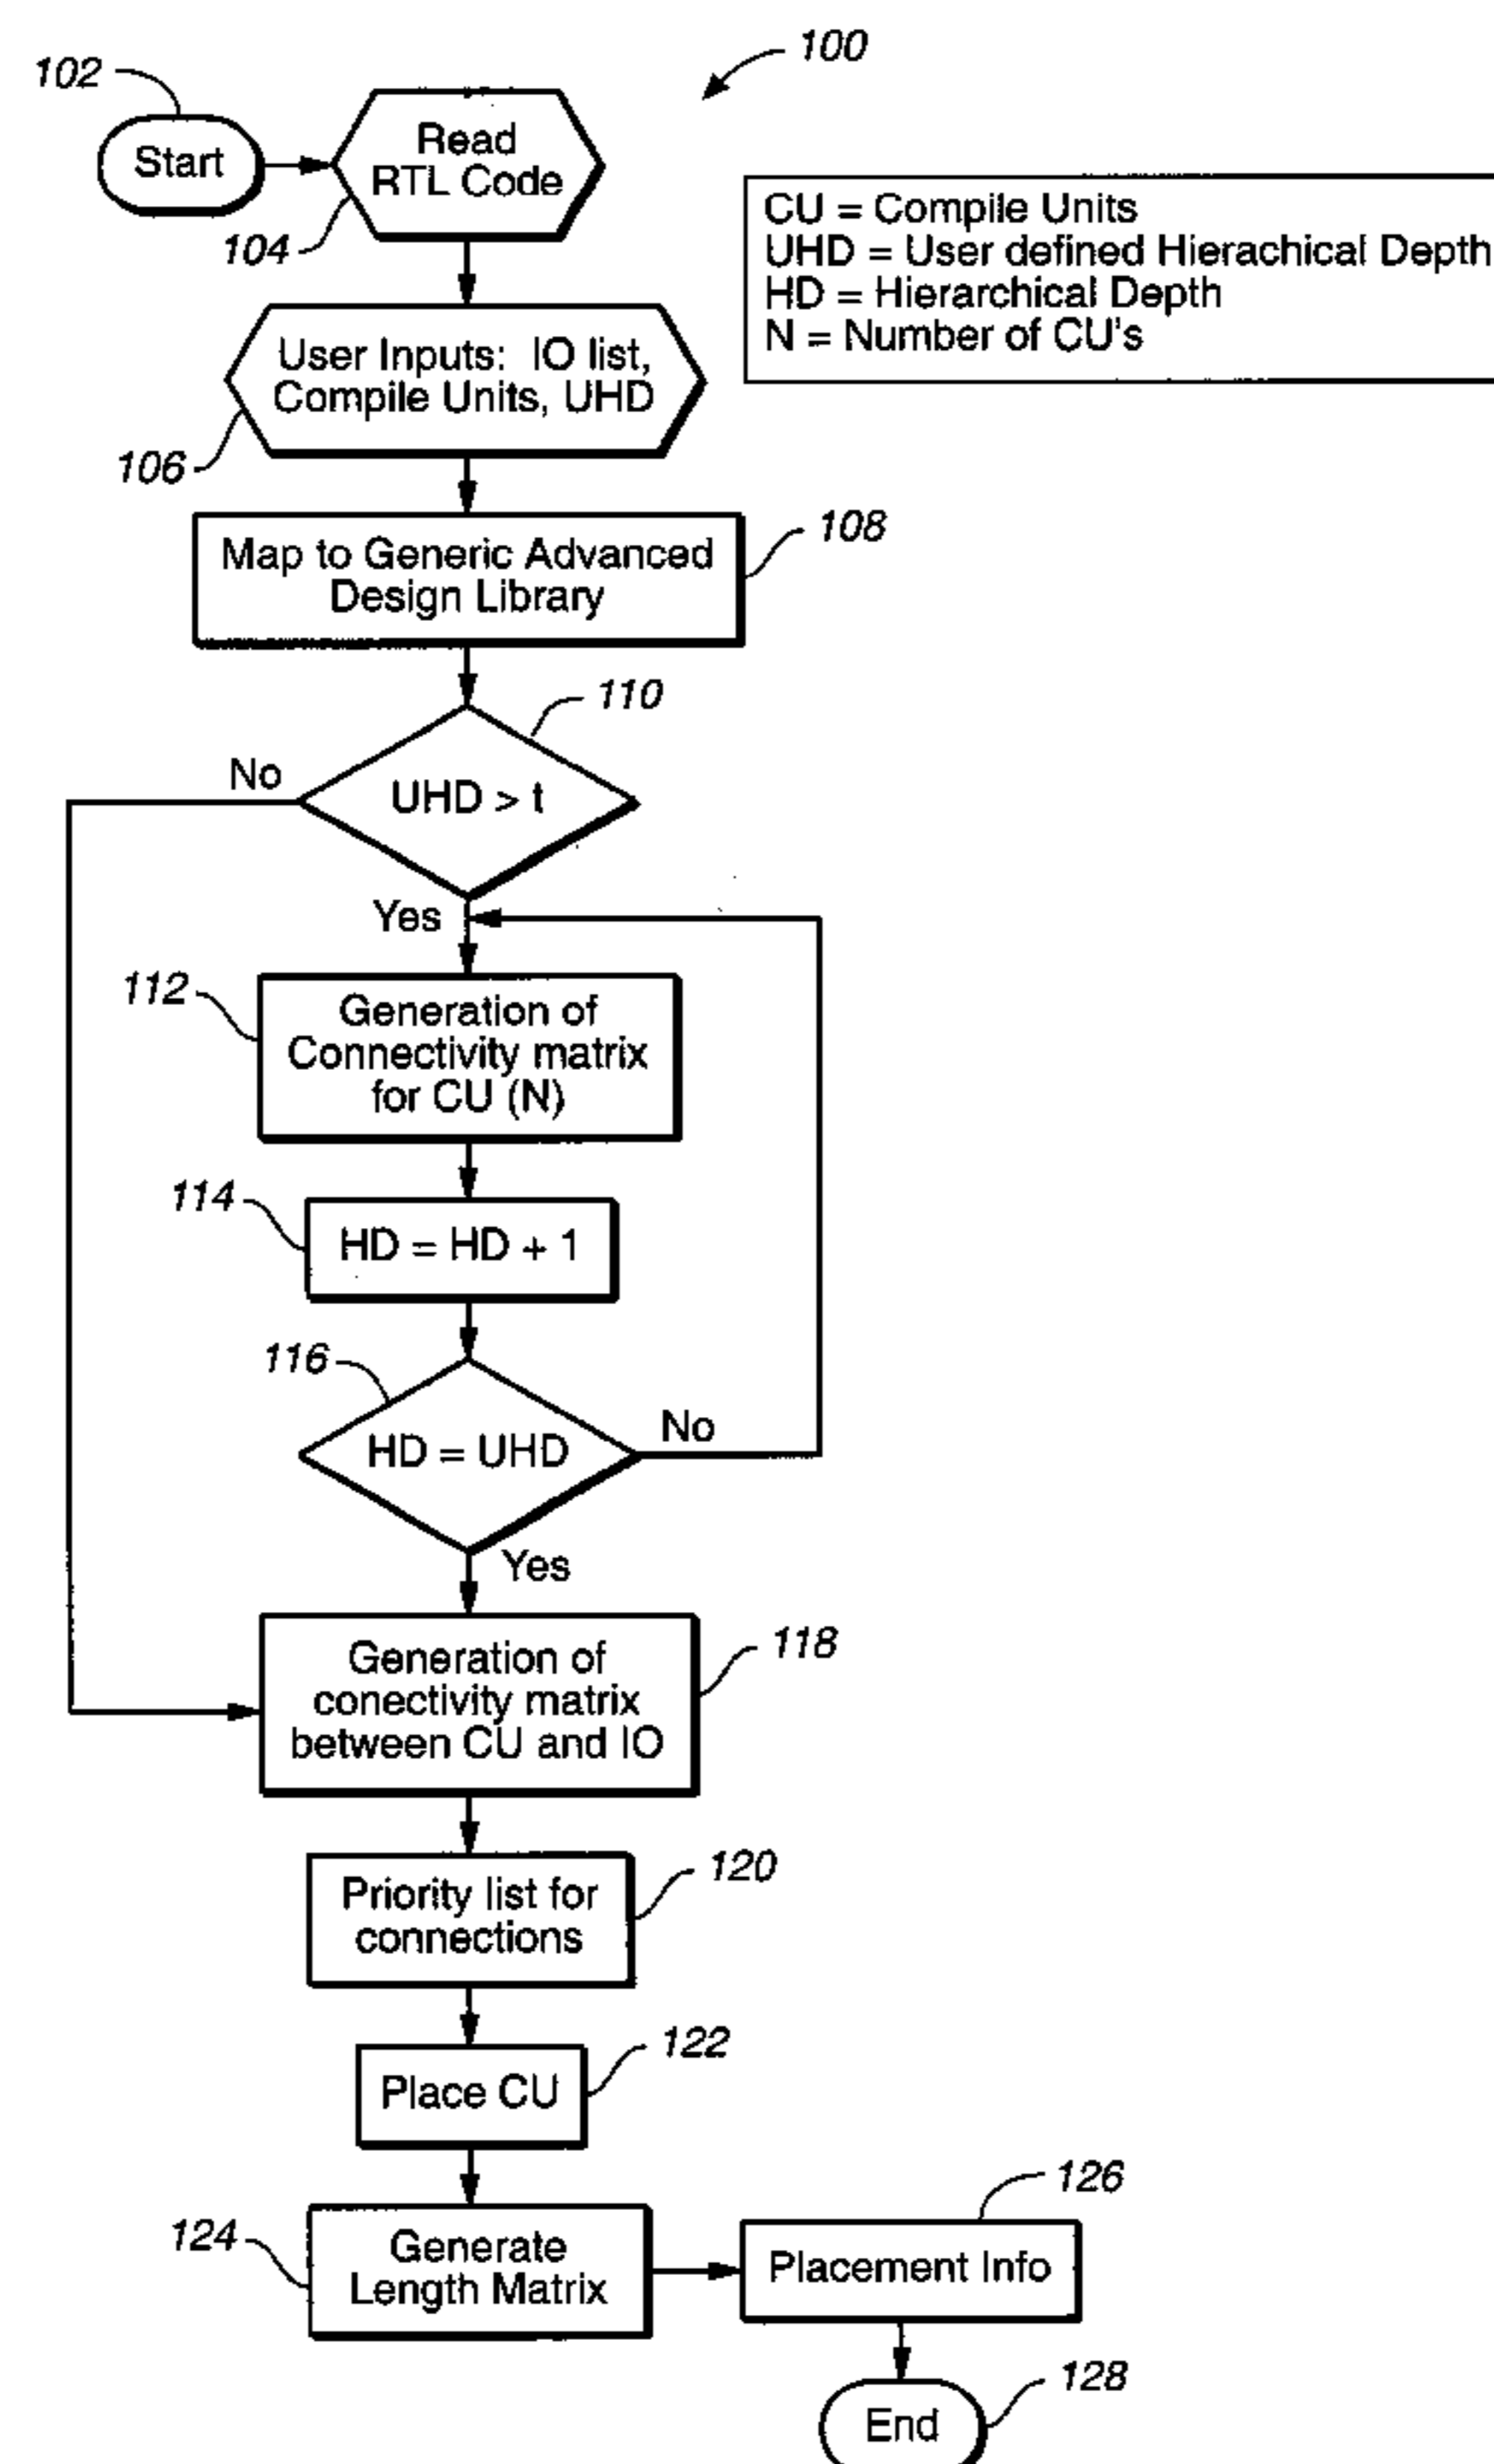 100
102
Start
Read
RTL Code
104
CU = Compile Units
UHD = User defined Hierachical Depth
HD = Hierarchical Depth
N = Number of CU's
User Inputs: IO list,
Compile Units, UHD
106
Map to Generic Advanced
Design Library
108
110
UHD > t
No
Yes
112
Generation of
Connectivity matrix
for CU (N)
114
HD = HD + 1
116
HD = UHD
No
Yes
Generation of
conectivity matrix
between CU and IO
118
Priority list for
connections
120
Place CU
122
124
Generate
Length Matrix
126
Placement Info
End
128